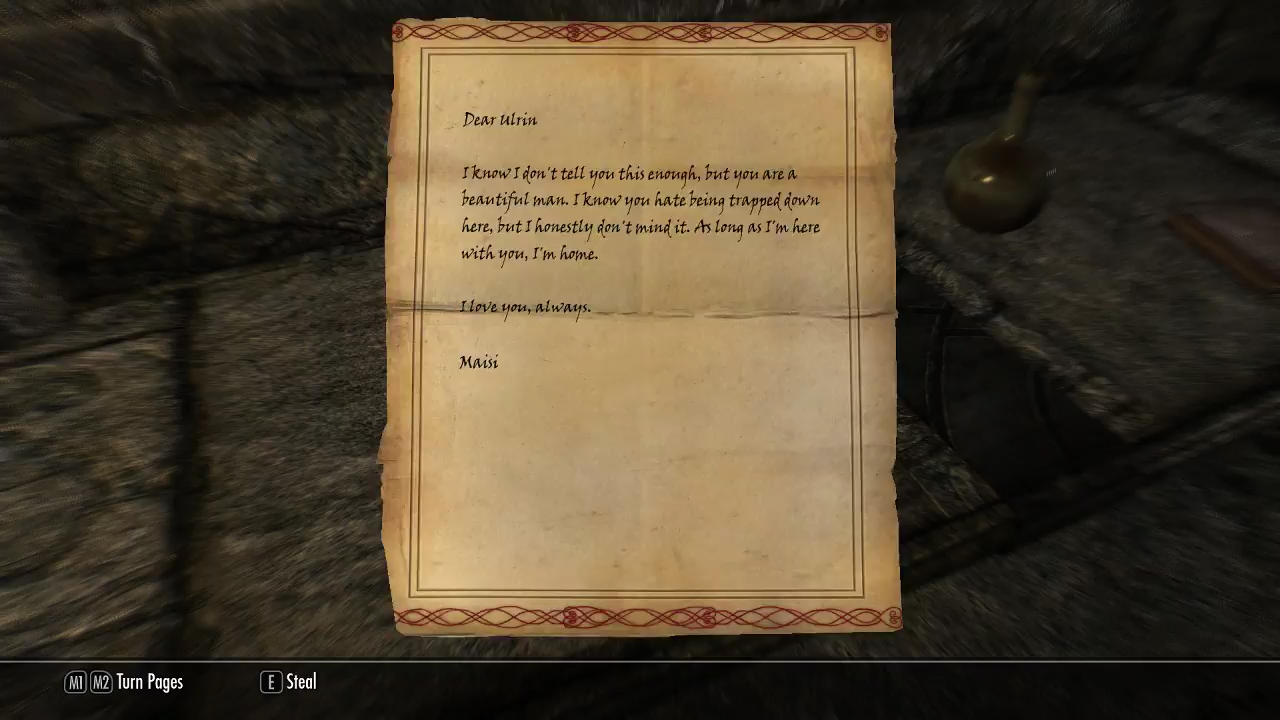 Dear Ulrin
I know I don't tell you this enough, but you are a
beautiful man. I know you hate being trapped down
here, but I honestly don't mind it. As long as I'm here
with you, I'm home.
I love you, always.
Maisi
M1 M2 Turn Pages
E Steal